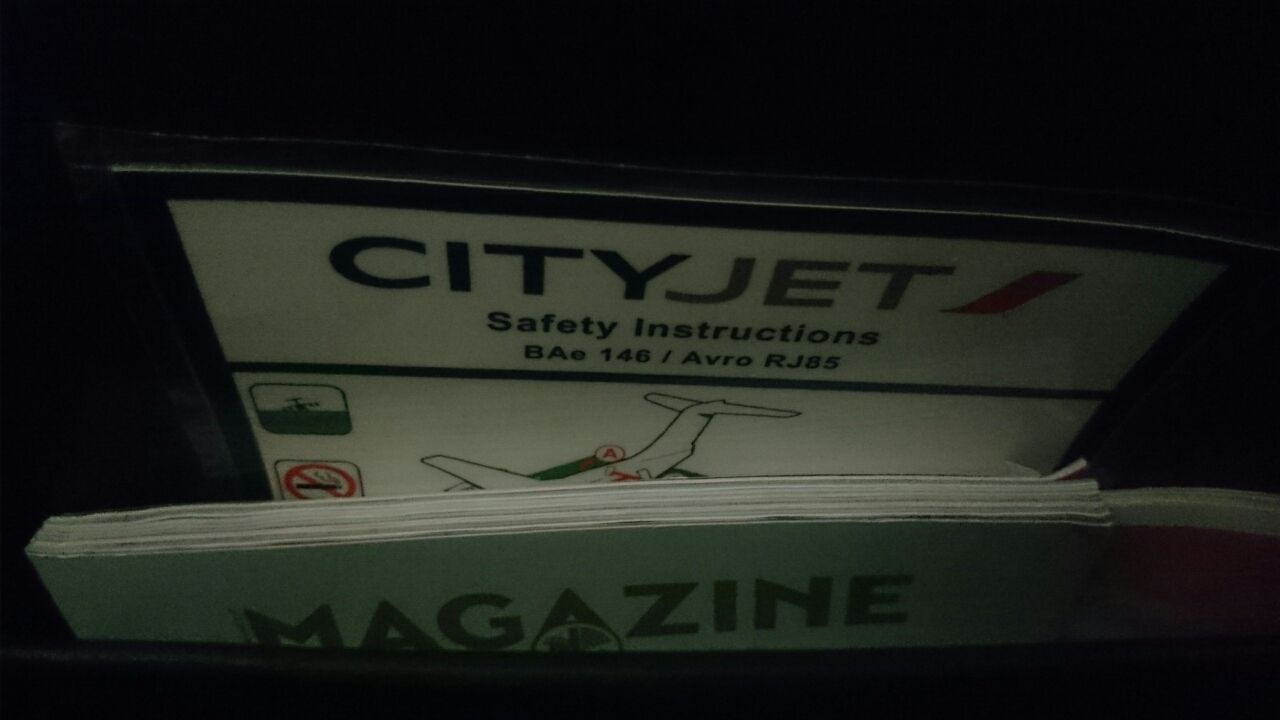 CITYJET
Safety Instructions
BAe 146 / Avro RJ85
A
MAGAZINE